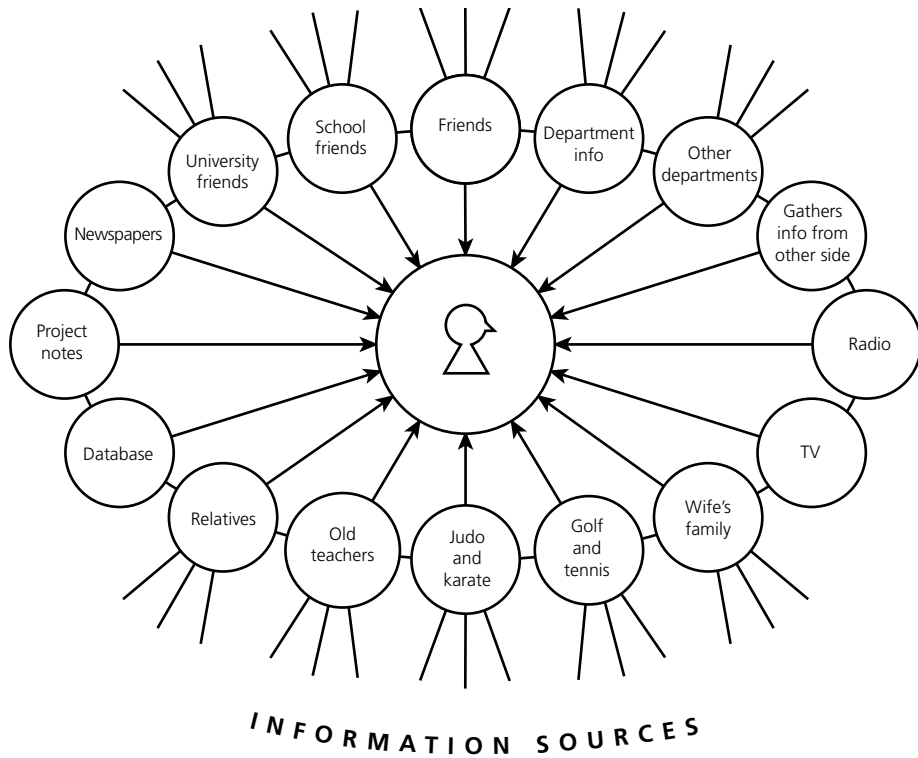 Friends
School
friends
Department
info
University
friends
Other
departments
Newspapers
Gathers
info from
other side
Project
notes
Radio
Database
TV
Relatives
Wife’s
family
Old
teachers
Judo
and
karate
Golf
and
tennis
INFORMATION SOURCES